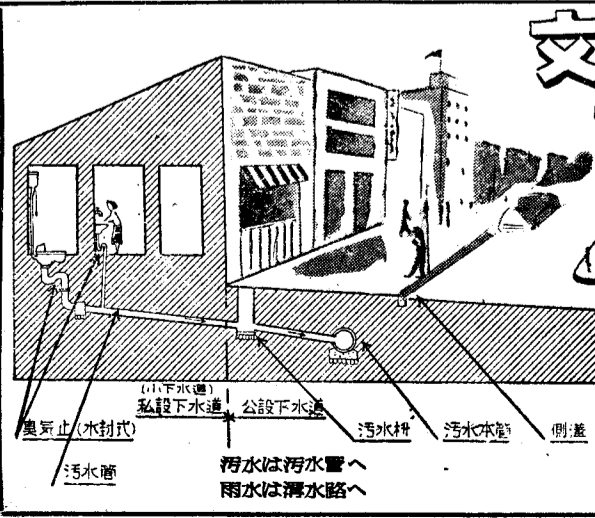 文
(小下水道)
私設下水道 公設下水道
臭気止(水封式)
汚水桝
汚水本管
側溝
汚水管
汚水は汚水管へ
雨水は溝水路へ